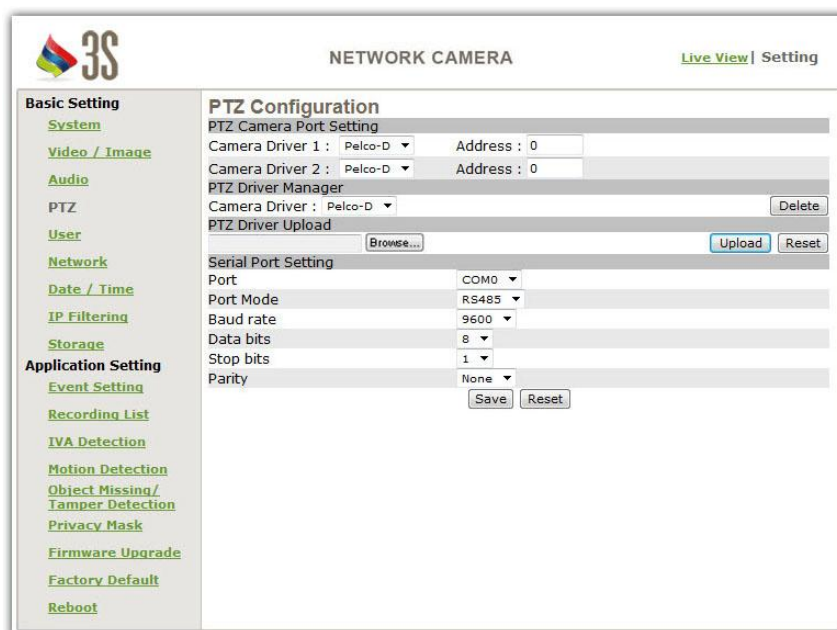 3S
NETWORK CAMERA
Live View| Setting
Basic Setting
System
Video / Image
Audio
PTZ
User
Network
Date / Time
IP Filtering
Storage
Application Setting
Event Setting
Recording List
IVA Detection
Motion Detection
Object Missing/
Tamper Detection
Privacy Mask
Firmware Upgrade
Factory Default
Reboot
PTZ Configuration
PTZ Camera Port Setting
Camera Driver 1 : Pelco-D Address : 0
Camera Driver 2 : Pelco-D Address : 0
PTZ Driver Manager
Camera Driver : Pelco-D Delete
PTZ Driver Upload
Browse... Upload Reset
Serial Port Setting
Port COM0
Port Mode RS485
Baud rate 9600
Data bits 8
Stop bits 1
Parity None
Save Reset